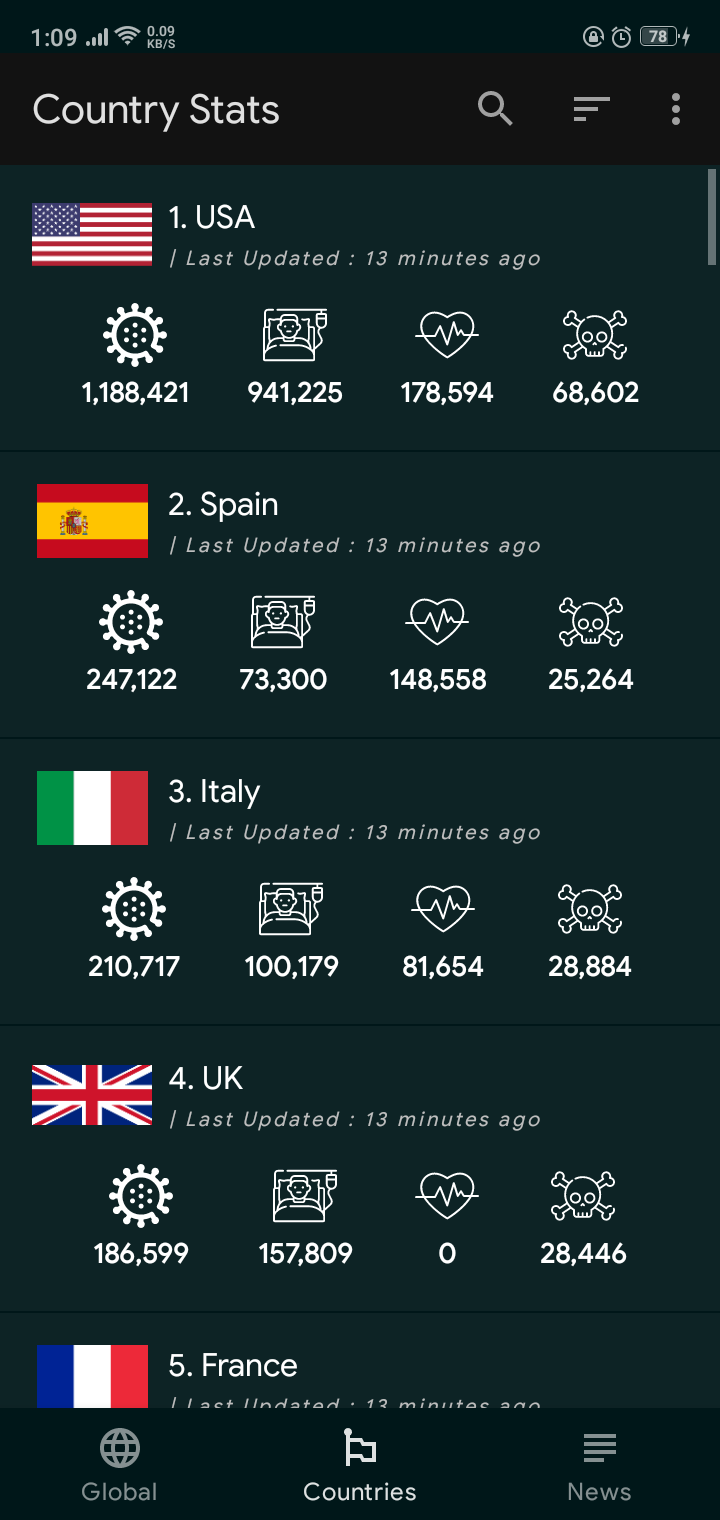 1:09 0.09 KB/S 78
Country Stats
1. USA
| Last Updated : 13 minutes ago
1,188,421 941,225 178,594 68,602
2. Spain
| Last Updated : 13 minutes ago
247,122 73,300 148,558 25,264
3. Italy
| Last Updated : 13 minutes ago
210,717 100,179 81,654 28,884
4. UK
| Last Updated : 13 minutes ago
186,599 157,809 0 28,446
5. France
| Last Updated : 13 minutes ago
Global Countries News